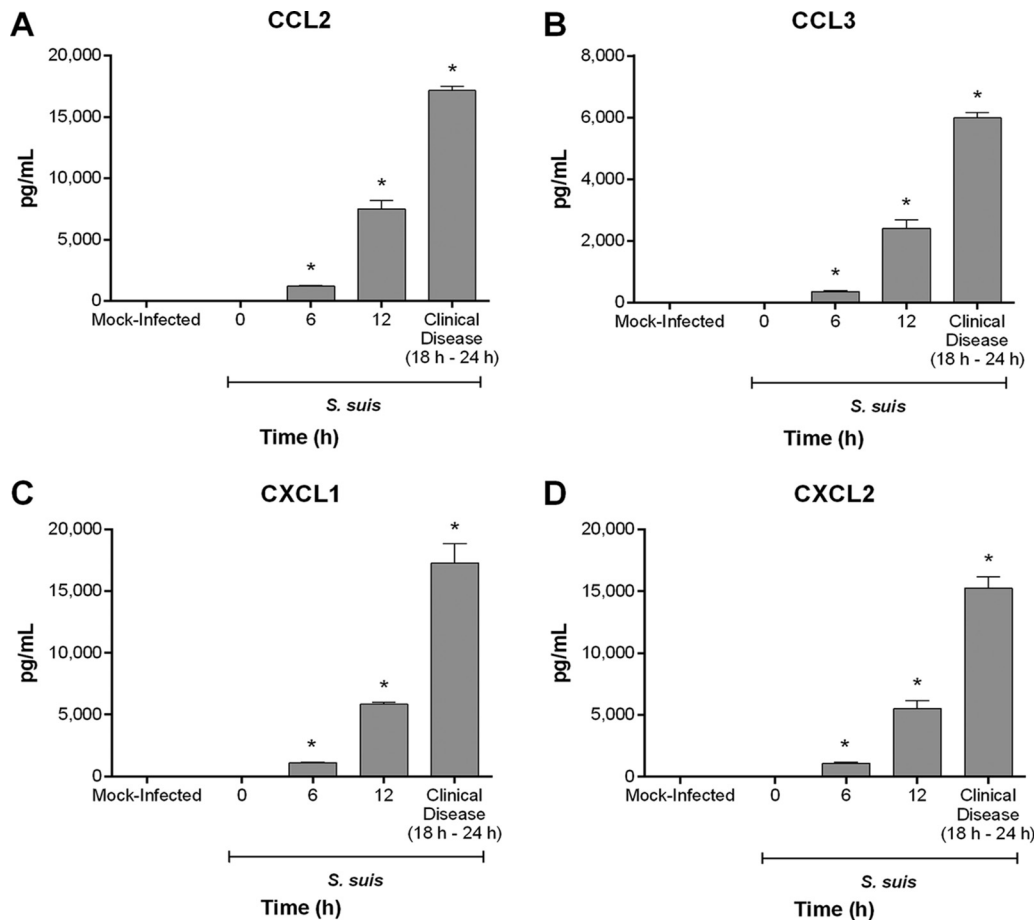 A
CCL2
20,000
15,000
10,000
5,000
0
pg/mL
*
*
*
Mock-Infected
0
6
12
Clinical
Disease
(18 h - 24 h)
S. suis
Time (h)
B
CCL3
8,000
6,000
4,000
2,000
0
pg/mL
*
*
*
Mock-Infected
0
6
12
Clinical
Disease
(18 h - 24 h)
S. suis
Time (h)
C
CXCL1
20,000
15,000
10,000
5,000
0
pg/mL
*
*
*
Mock-Infected
0
6
12
Clinical
Disease
(18 h - 24 h)
S. suis
Time (h)
D
CXCL2
20,000
15,000
10,000
5,000
0
pg/mL
*
*
*
Mock-Infected
0
6
12
Clinical
Disease
(18 h - 24 h)
S. suis
Time (h)